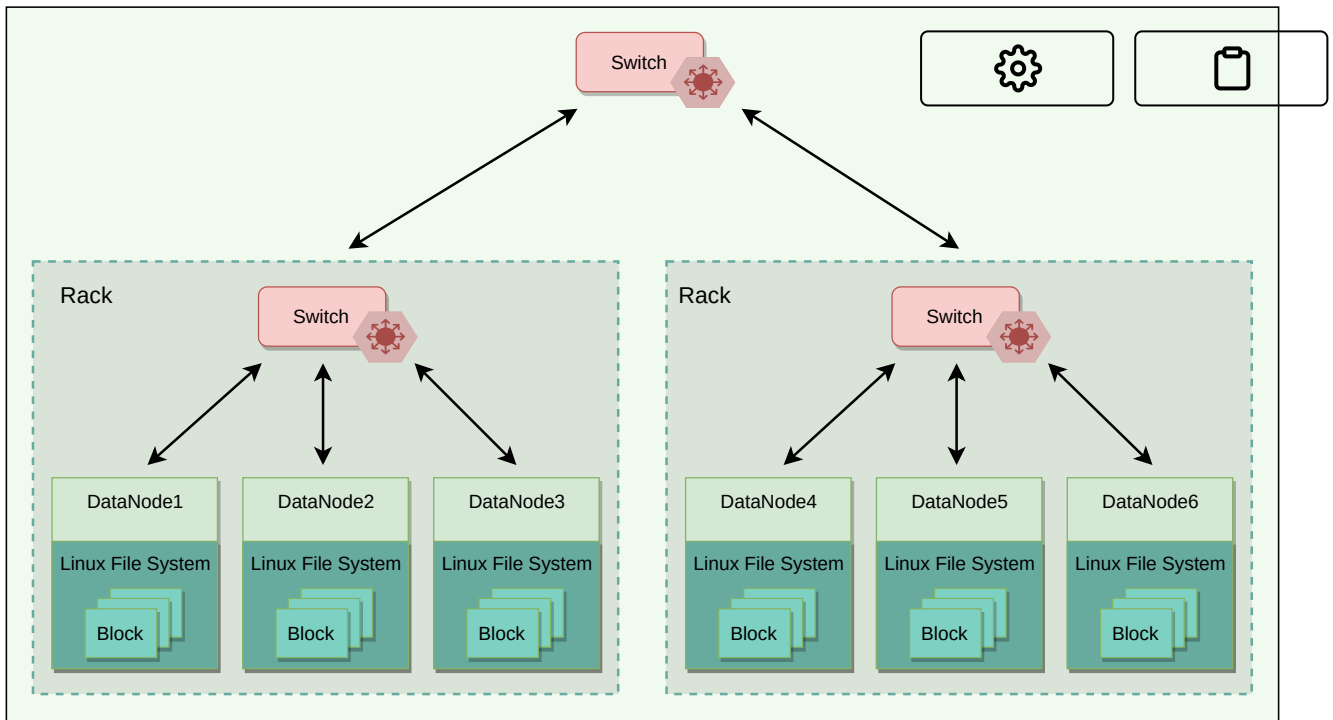 Switch
Rack
Switch
Rack
Switch
DataNode1
DataNode2
DataNode3
DataNode4
DataNode5
DataNode6
Linux File System
Linux File System
Linux File System
Linux File System
Linux File System
Linux File System
Block
Block
Block
Block
Block
Block